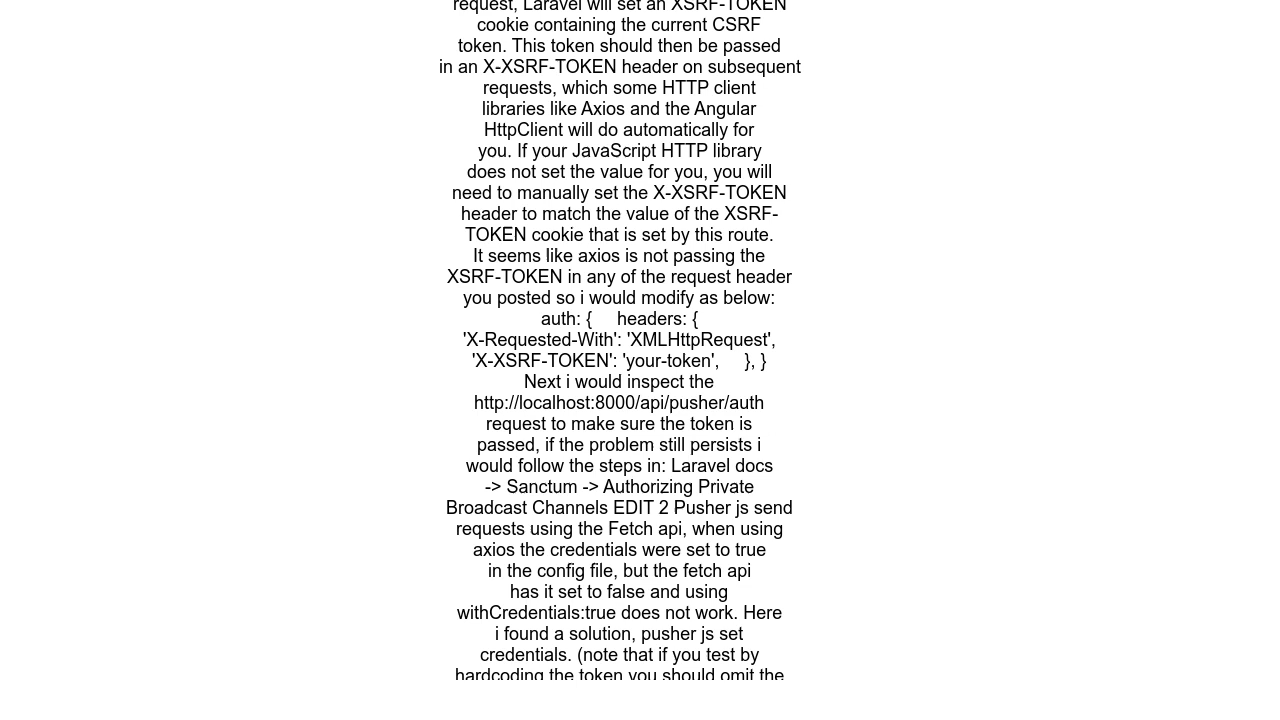 request, Laravel will set an XSRF-TOKEN
cookie containing the current CSRF
token. This token should then be passed
in an X-XSRF-TOKEN header on subsequent
requests, which some HTTP client
libraries like Axios and the Angular
HttpClient will do automatically for
you. If your JavaScript HTTP library
does not set the value for you, you will
need to manually set the X-XSRF-TOKEN
header to match the value of the XSRF-
TOKEN cookie that is set by this route.
It seems like axios is not passing the
XSRF-TOKEN in any of the request header
you posted so i would modify as below:
auth: {     headers: {
'X-Requested-With': 'XMLHttpRequest',
'X-XSRF-TOKEN': 'your-token',     }, }
Next i would inspect the
http://localhost:8000/api/pusher/auth
request to make sure the token is
passed, if the problem still persists i
would follow the steps in: Laravel docs
-> Sanctum -> Authorizing Private
Broadcast Channels EDIT 2 Pusher js send
requests using the Fetch api, when using
axios the credentials were set to true
in the config file, but the fetch api
has it set to false and using
withCredentials:true does not work. Here
i found a solution, pusher js set
credentials. (note that if you test by
hardcoding the token you should omit the